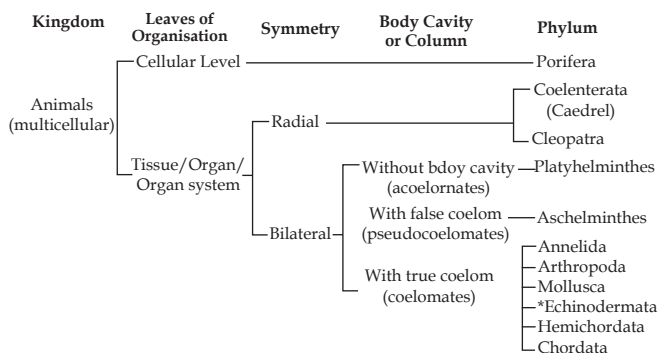 Kingdom
Leaves of
Organisation
Symmetry
Body Cavity
or Column
Phylum
Cellular Level
Porifera
Animals
(multicellular)
Coelenterata
(Caedrel)
Radial
Cleopatra
Tissue/Organ/
Organ system
Without bdoy cavity
(acoelornates)
Platyhelminthes
With false coelom
(pseudocoelomates)
Aschelminthes
Bilateral
With true coelom
(coelomates)
Annelida
Arthropoda
Mollusca
*Echinodermata
Hemichordata
Chordata